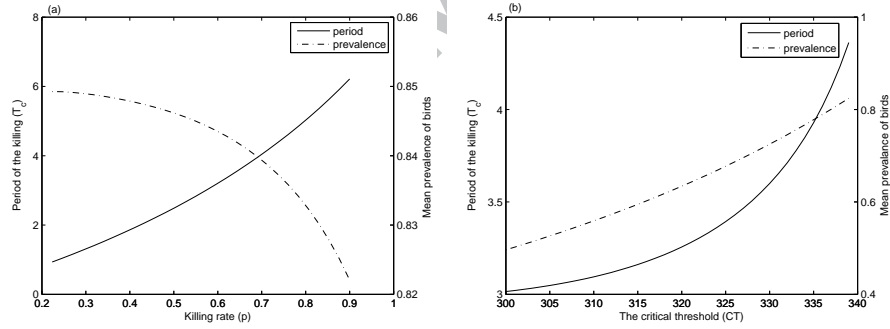 (a)
period
prevalence
8
6
4
2
0
Period of the killing (T_c)
0.86
0.85
0.84
0.83
0.82
Mean prevalence of birds
0.2 0.3 0.4 0.5 0.6 0.7 0.8 0.9 1
Killing rate (p)
(b)
period
prevalence
4.5
4
3.5
3
Period of the killing (T_c)
1
0.8
0.6
0.4
Mean prevalence of birds
300 305 310 315 320 325 330 335 340
The critical threshold (CT)